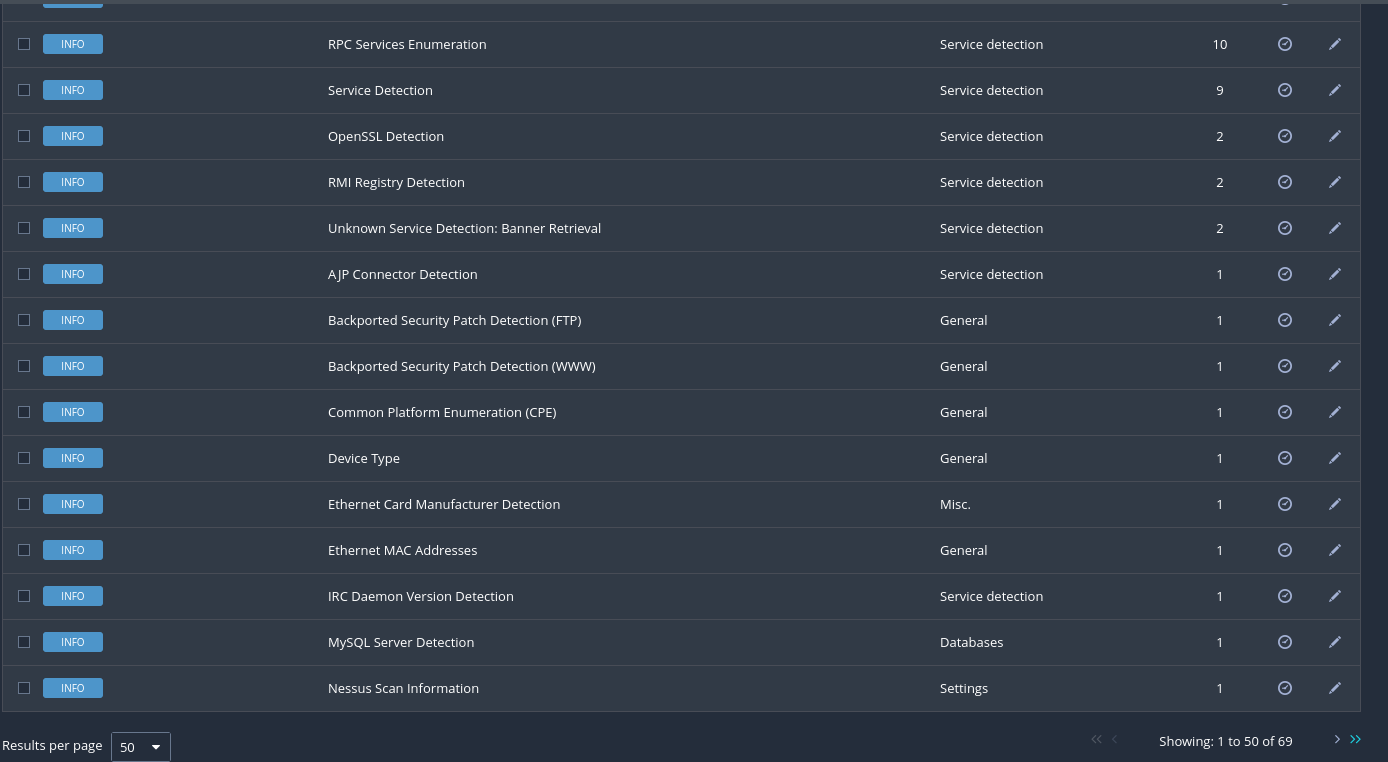 INFO RPC Services Enumeration Service detection 10
INFO Service Detection Service detection 9
INFO OpenSSL Detection Service detection 2
INFO RMI Registry Detection Service detection 2
INFO Unknown Service Detection: Banner Retrieval Service detection 2
INFO AJP Connector Detection Service detection 1
INFO Backported Security Patch Detection (FTP) General 1
INFO Backported Security Patch Detection (WWW) General 1
INFO Common Platform Enumeration (CPE) General 1
INFO Device Type General 1
INFO Ethernet Card Manufacturer Detection Misc. 1
INFO Ethernet MAC Addresses General 1
INFO IRC Daemon Version Detection Service detection 1
INFO MySQL Server Detection Databases 1
INFO Nessus Scan Information Settings 1
Results per page 50 Showing: 1 to 50 of 69